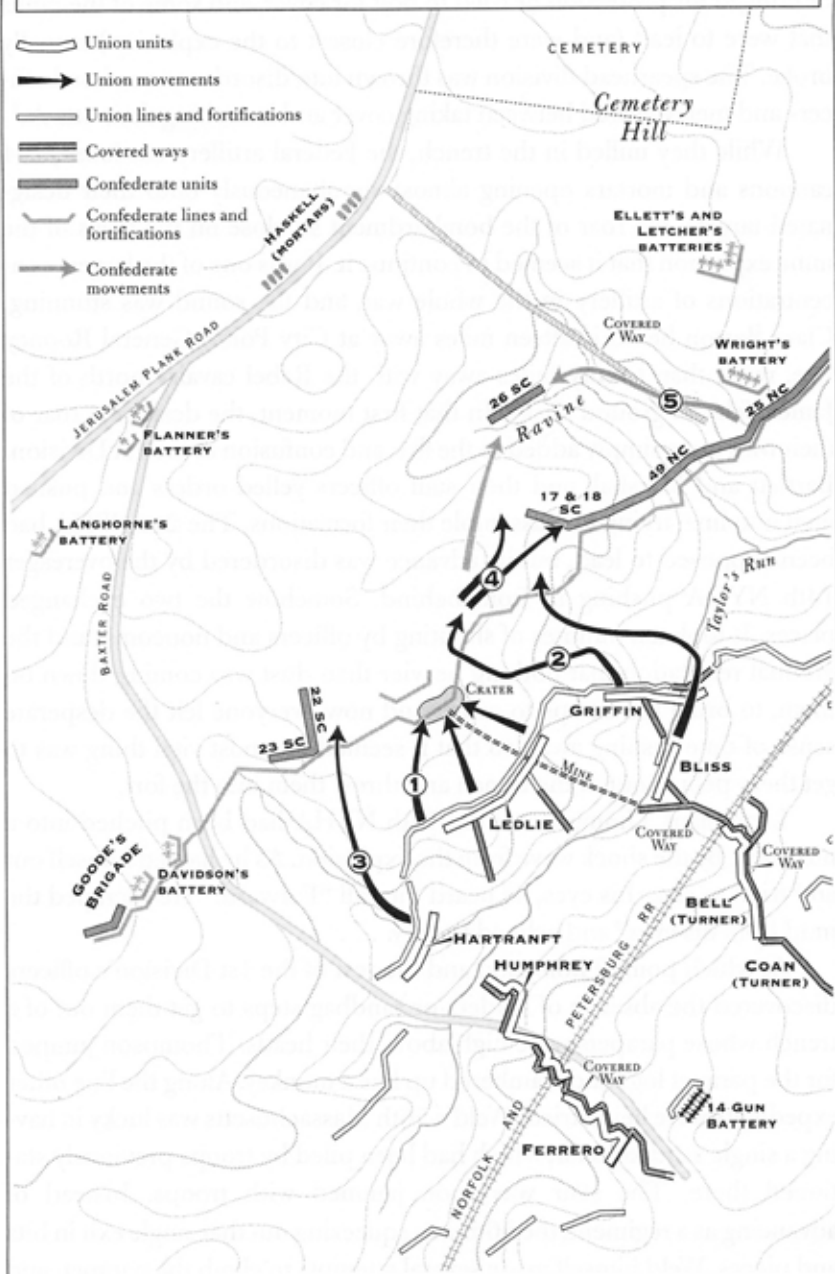 Union units
Union movements
Union lines and fortifications
Covered ways
Confederate units
Confederate lines and
fortifications
Confederate
movements
CEMETERY
Cemetery
Hill
HASKELL
(MORTARS)
ELLETT'S AND
LETCHER'S
BATTERIES
COVERED
WAY
WRIGHT'S
BATTERY
JERUSALEM PLANK ROAD
FLANNER'S
BATTERY
26 SC
Ravine
5
25 NC
49 NC
17 & 18
SC
LANGHORNE'S
BATTERY
4
Taylor's Run
BAXTER ROAD
2
CRATER
GRIFFIN
22 SC
23 SC
MINE
BLISS
1
LEDLIE
COVERED
WAY
COVERED
WAY
3
GOODE'S
BRIGADE
DAVIDSON'S
BATTERY
BELL
(TURNER)
HARTRANFT
COAN
(TURNER)
HUMPHREY
NORFOLK AND PETERSBURG RR
COVERED
WAY
14 GUN
BATTERY
FERRERO